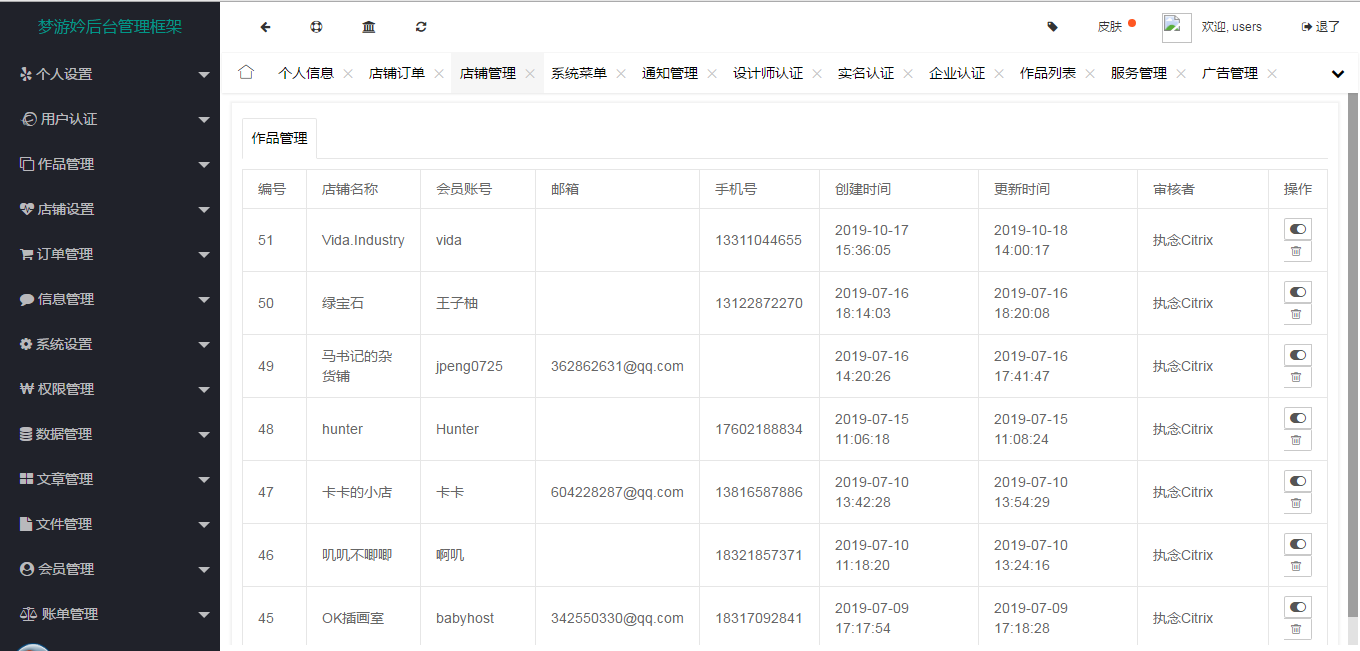 梦游妗后台管理框架
个人设置
用户认证
作品管理
店铺设置
订单管理
信息管理
系统设置
权限管理
数据管理
文章管理
文件管理
会员管理
账单管理
皮肤
欢迎, users
退了
个人信息 店铺订单 店铺管理 系统菜单 通知管理 设计师认证 实名认证 企业认证 作品列表 服务管理 广告管理
作品管理
编号 店铺名称 会员账号 邮箱 手机号 创建时间 更新时间 审核者 操作
51 Vida.Industry vida 13311044655 2019-10-17 15:36:05 2019-10-18 14:00:17 执念Citrix
50 绿宝石 王子柚 13122872270 2019-07-16 18:14:03 2019-07-16 18:20:08 执念Citrix
49 马书记的杂货铺 jpeng0725 362862631@qq.com 2019-07-16 14:20:26 2019-07-16 17:41:47 执念Citrix
48 hunter Hunter 17602188834 2019-07-15 11:06:18 2019-07-15 11:08:24 执念Citrix
47 卡卡的小店 卡卡 604228287@qq.com 13816587886 2019-07-10 13:42:28 2019-07-10 13:54:29 执念Citrix
46 叽叽不唧唧 啊叽 18321857371 2019-07-10 11:18:20 2019-07-10 13:24:16 执念Citrix
45 OK插画室 babyhost 342550330@qq.com 18317092841 2019-07-09 17:17:54 2019-07-09 17:18:28 执念Citrix